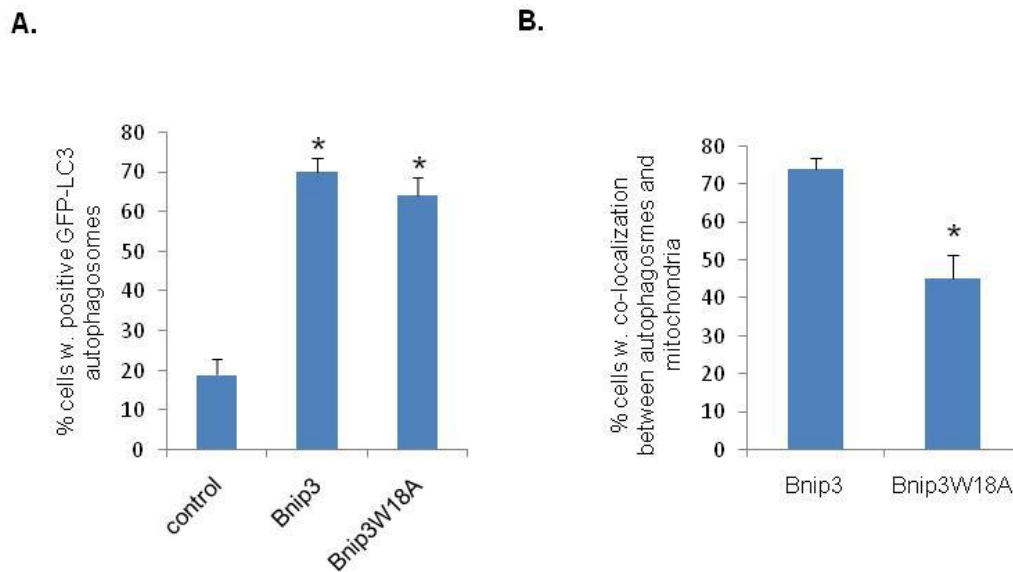 A.
% cells w. positive GFP-LC3
autophagosomes
80
70
60
50
40
30
20
10
0
*
*
control
Bnip3
Bnip3W18A
B.
% cells w. co-localization
between autophagosmes and
mitochondria
80
70
60
50
40
30
20
10
0
*
Bnip3
Bnip3W18A